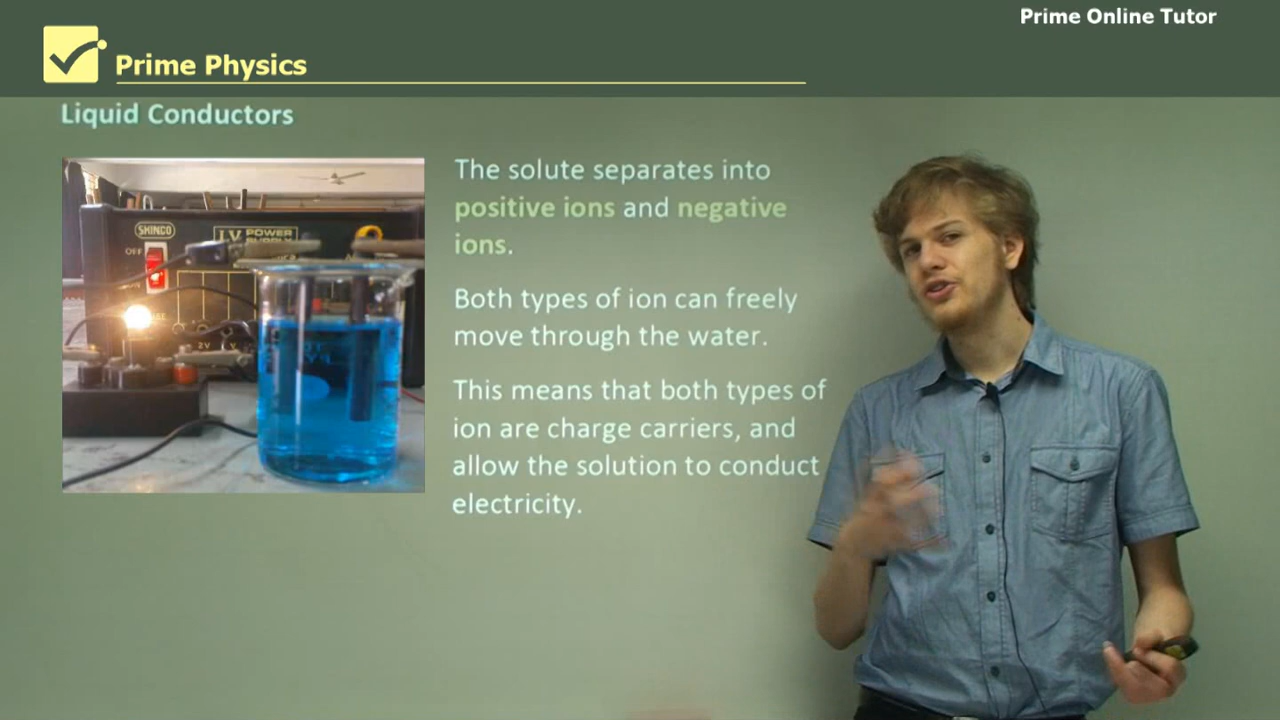 Prime Online Tutor
Prime Physics
Liquid Conductors
The solute separates into
positive ions and negative
ions.
Both types of ion can freely
move through the water.
This means that both types of
ion are charge carriers, and
allow the solution to conduct
electricity.
SHINCO
OFF
L.V. POWER
SUPPLY
2V
V